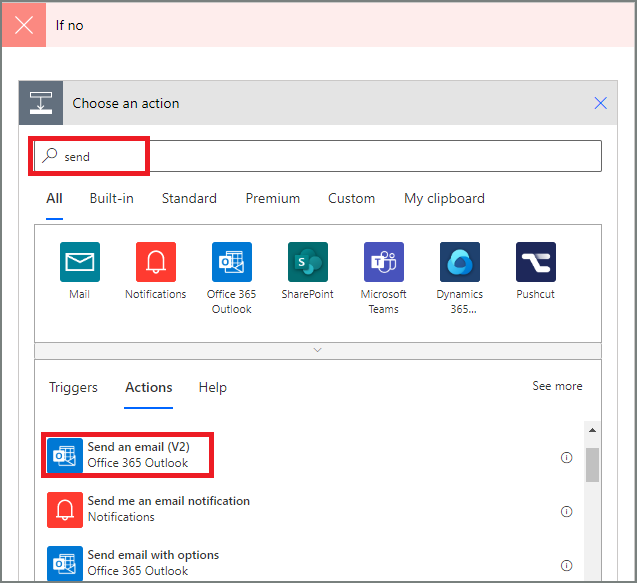 If no
Choose an action
send
All Built-in Standard Premium Custom My clipboard
Mail Notifications Office 365 SharePoint Microsoft Dynamics Pushcut
Outlook Teams 365...
Triggers Actions Help See more
Send an email (V2)
Office 365 Outlook
Send me an email notification
Notifications
Send email with options
Office 365 Outlook